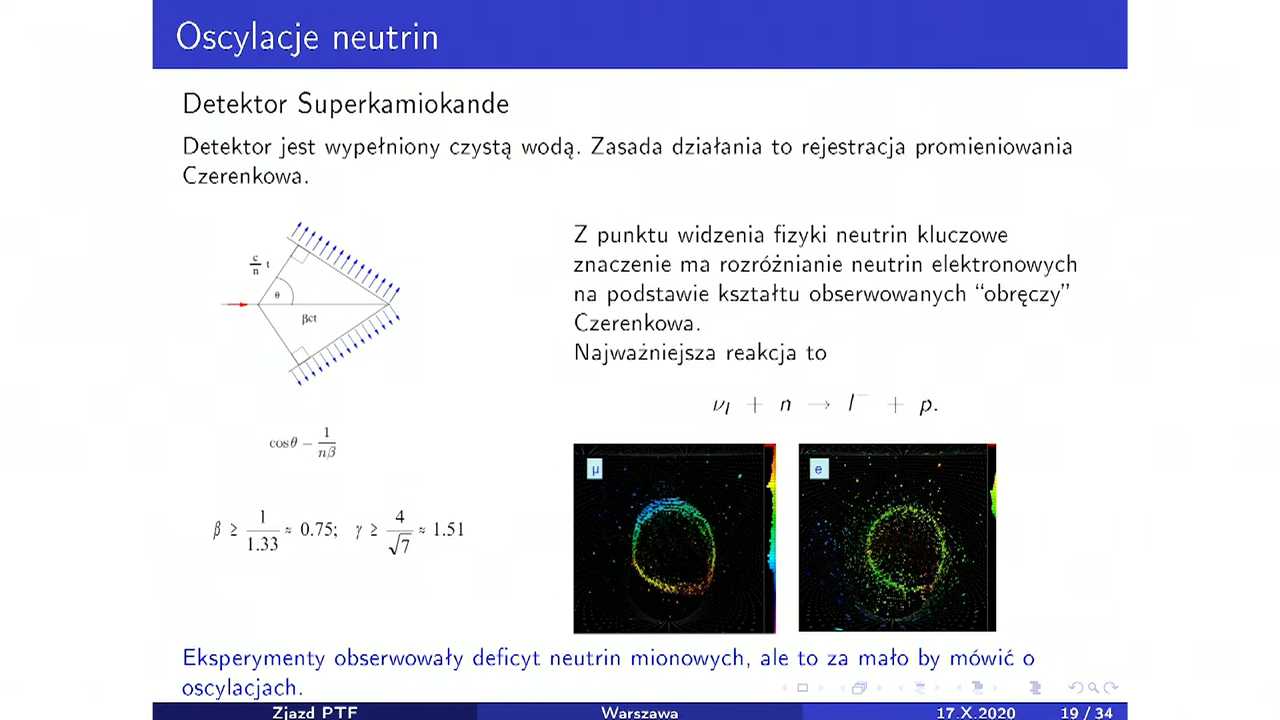 Oscylacje neutrin
Detektor Superkamiokande
Detektor jest wypełniony czystą wodą. Zasada działania to rejestracja promieniowania
Czerenkowa.
c/n t
θ
βct
cosθ = 1/nβ
β ≥ 1/1.33 ≈ 0.75; γ ≥ 4/√7 ≈ 1.51
Z punktu widzenia fizyki neutrin kluczowe
znaczenie ma rozróżnianie neutrin elektronowych
na podstawie kształtu obserwowanych “obręczy”
Czerenkowa.
Najważniejsza reakcja to
νl + n → l⁻ + p.
μ
e
Eksperymenty obserwowały deficyt neutrin mionowych, ale to za mało by mówić o
oscylacjach.
Zjazd PTF Warszawa 17.X.2020 19 / 34